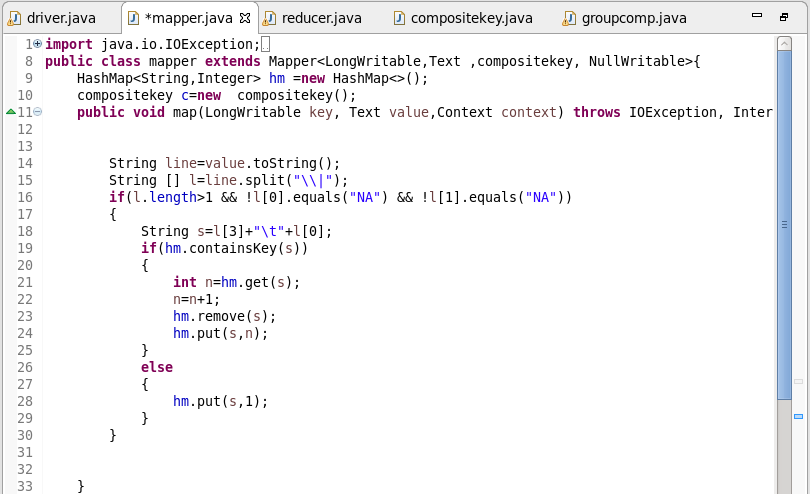 driver.java *mapper.java reducer.java compositekey.java groupcomp.java
1 import java.io.IOException;
8 public class mapper extends Mapper<LongWritable,Text ,compositekey, NullWritable>{
9     HashMap<String,Integer> hm =new HashMap<>();
10     compositekey c=new  compositekey();
11     public void map(LongWritable key, Text value,Context context) throws IOException, Inter
12
13
14         String line=value.toString();
15         String [] l=line.split("\\|");
16         if(l.length>1 && !l[0].equals("NA") && !l[1].equals("NA"))
17         {
18             String s=l[3]+"\t"+l[0];
19             if(hm.containsKey(s))
20             {
21                 int n=hm.get(s);
22                 n=n+1;
23                 hm.remove(s);
24                 hm.put(s,n);
25             }
26             else
27             {
28                 hm.put(s,1);
29             }
30         }
31
32
33     }